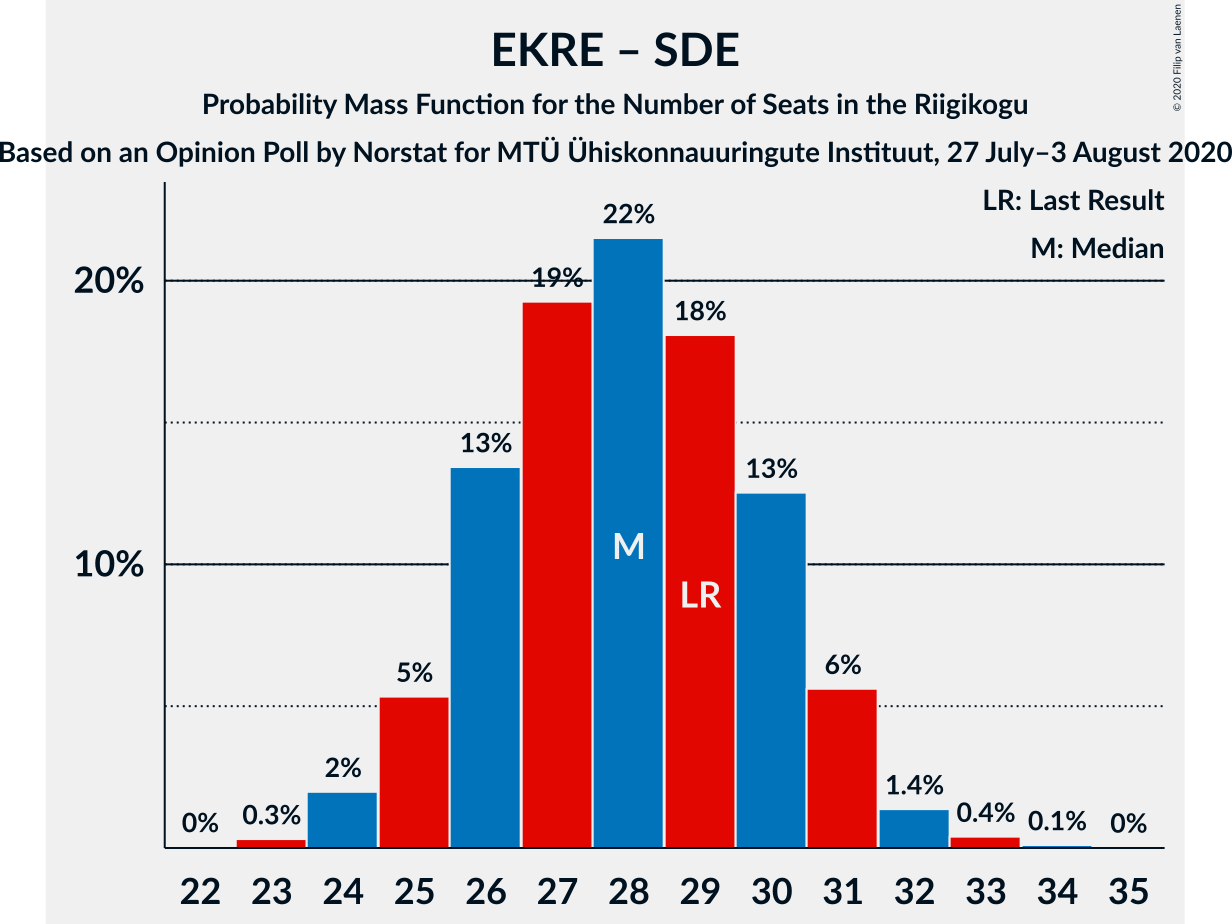 EKRE – SDE
Probability Mass Function for the Number of Seats in the Riigikogu
Based on an Opinion Poll by Norstat for MTÜ Ühiskonnauuringute Instituut, 27 July–3 August 2020
© 2020 Filip van Laenen
LR: Last Result
M: Median
20%
10%
0%
0.3%
2%
5%
13%
19%
22%
18%
13%
6%
1.4%
0.4%
0.1%
0%
M
LR
22 23 24 25 26 27 28 29 30 31 32 33 34 35